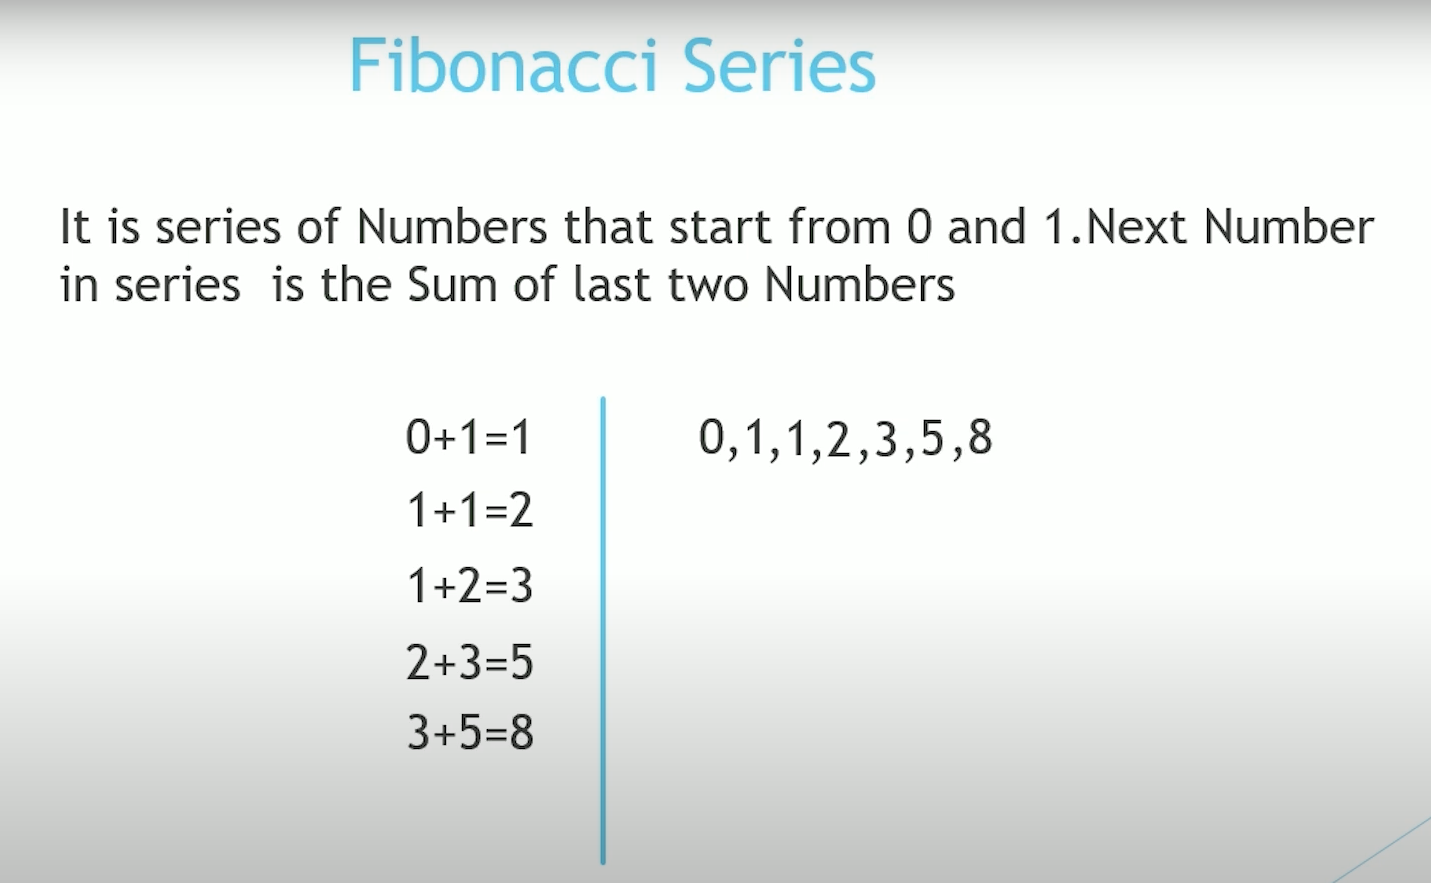 Fibonacci Series
It is series of Numbers that start from 0 and 1.Next Number
in series is the Sum of last two Numbers
0+1=1
1+1=2
1+2=3
2+3=5
3+5=8
0,1,1,2,3,5,8